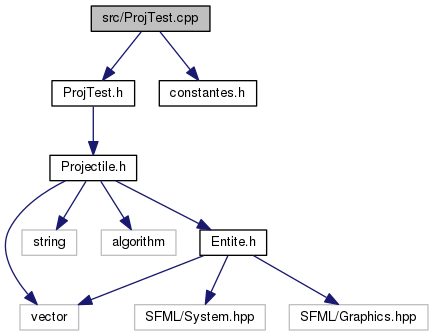 src/ProjTest.cpp
ProjTest.h
constantes.h
Projectile.h
string
algorithm
Entite.h
vector
SFML/System.hpp
SFML/Graphics.hpp